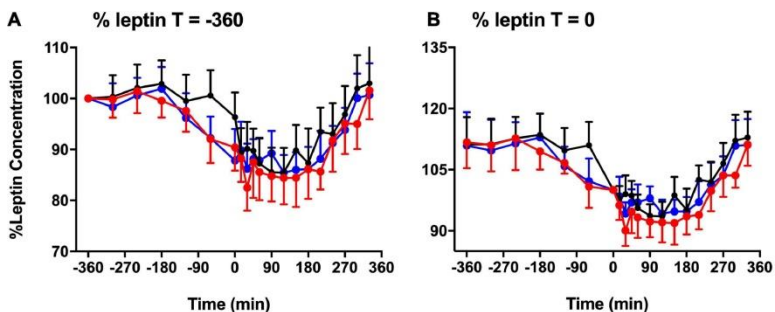 A % leptin T = -360
%Leptin Concentration
110
100
90
80
70
-360 -270 -180 -90 0 90 180 270 360
Time (min)
B % leptin T = 0
135
120
105
90
-360 -270 -180 -90 0 90 180 270 360
Time (min)